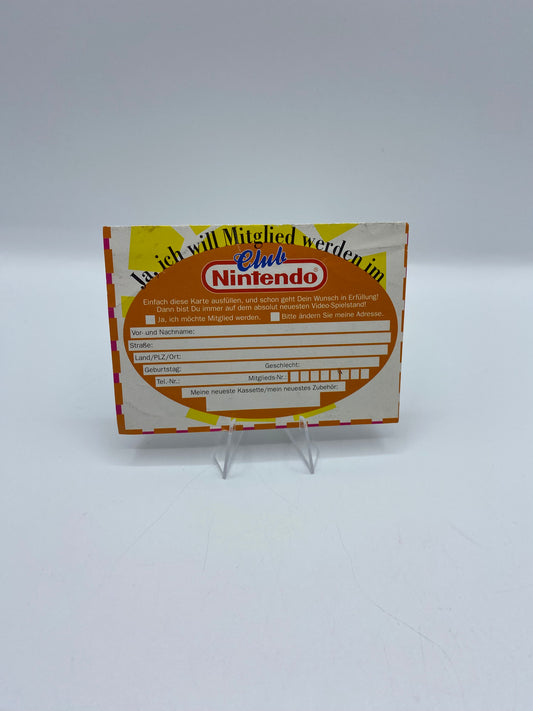 Ja, ich will Mitglied werden im
Club
Nintendo®
Einfach diese Karte ausfüllen, und schon geht Dein Wunsch in Erfüllung!
Dann bist Du immer auf dem absolut neuesten Video-Spielstand!
Ja, ich möchte Mitglied werden. Bitte ändern Sie meine Adresse.
Vor- und Nachname:
Straße:
Land/PLZ/Ort:
Geburtstag: Geschlecht:
Tel.-Nr.: Mitglieds-Nr.:
Meine neueste Kassette/mein neuestes Zubehör: